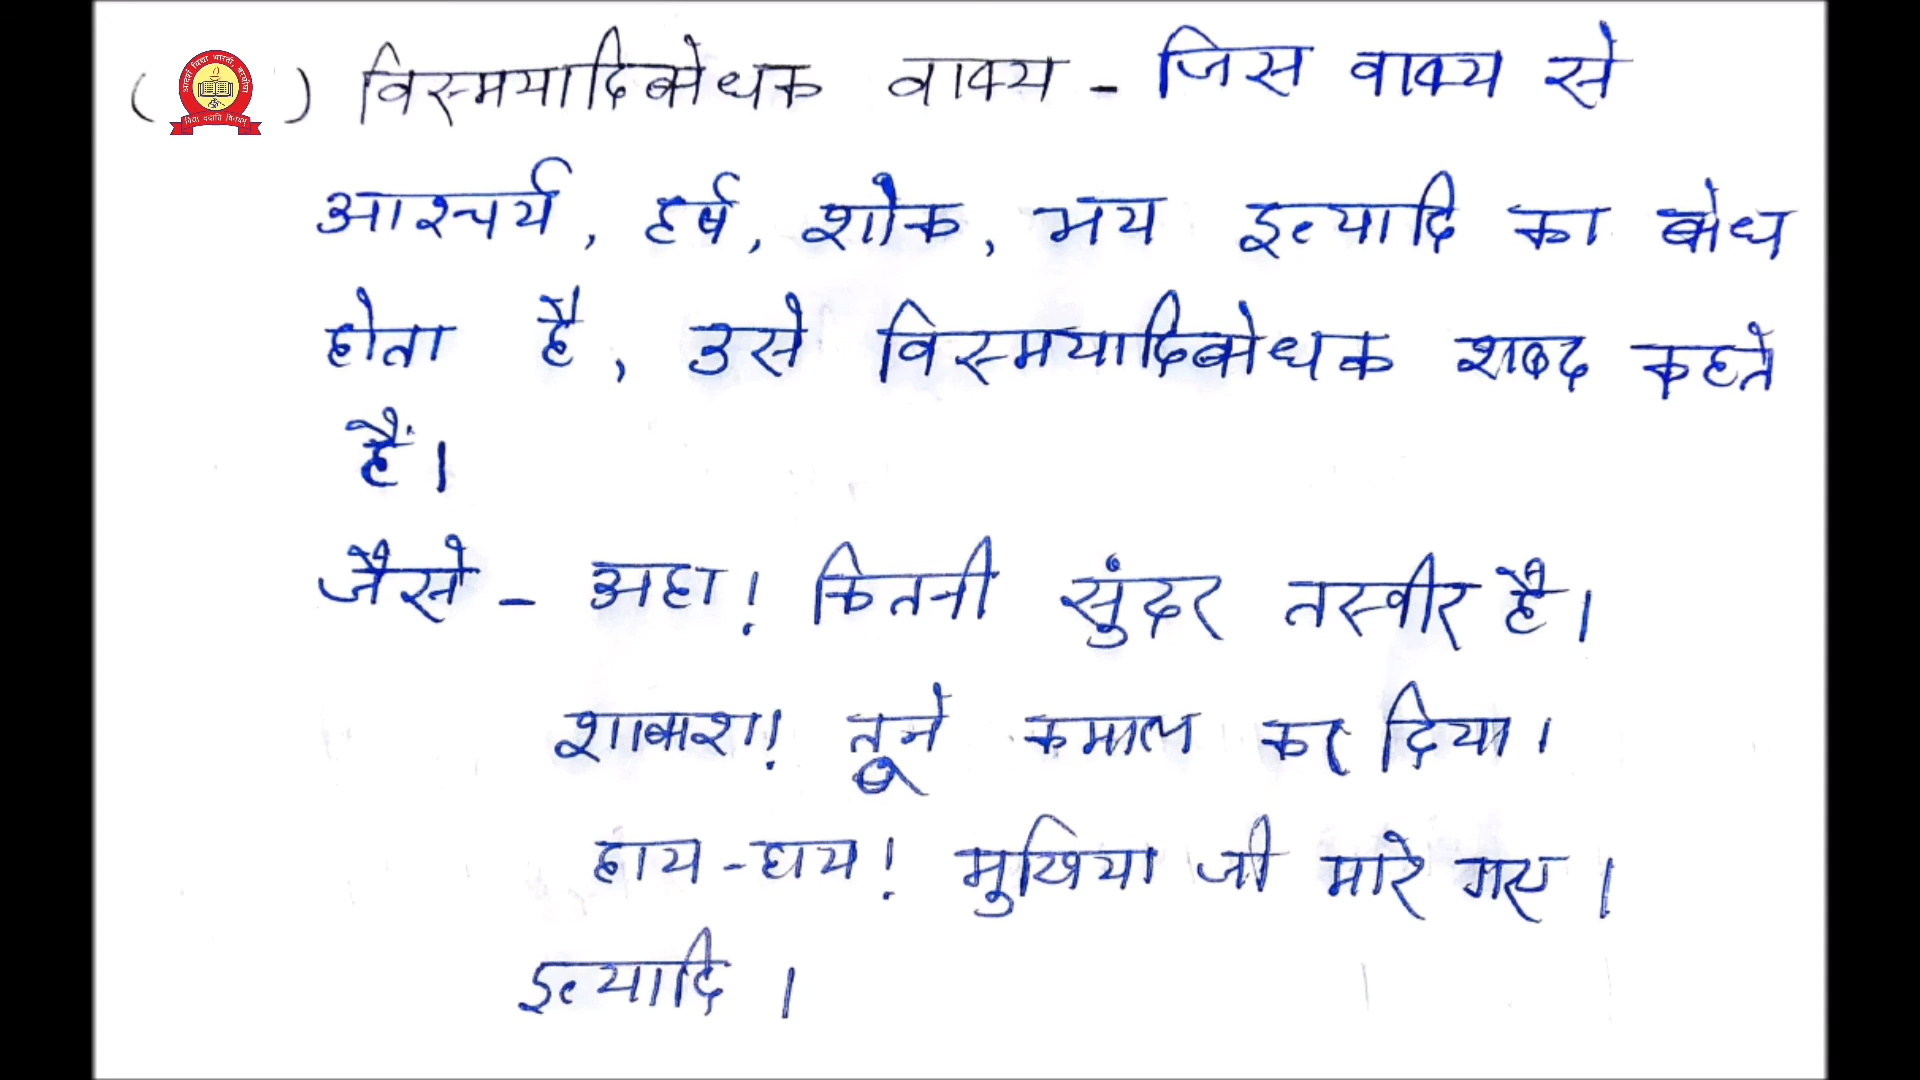 ( ) विस्मयादिबोधक वाक्य - जिस वाक्य से
आश्चर्य, हर्ष, शोक, भय इत्यादि का बोध
होता है, उसे विस्मयादिबोधक शब्द कहते
हैं।
जैसे - अहा! कितनी सुंदर तस्वीर है।
शाबाश! तूने कमाल कर दिया।
हाय-हाय! मुखिया जी मारे गए।
इत्यादि।